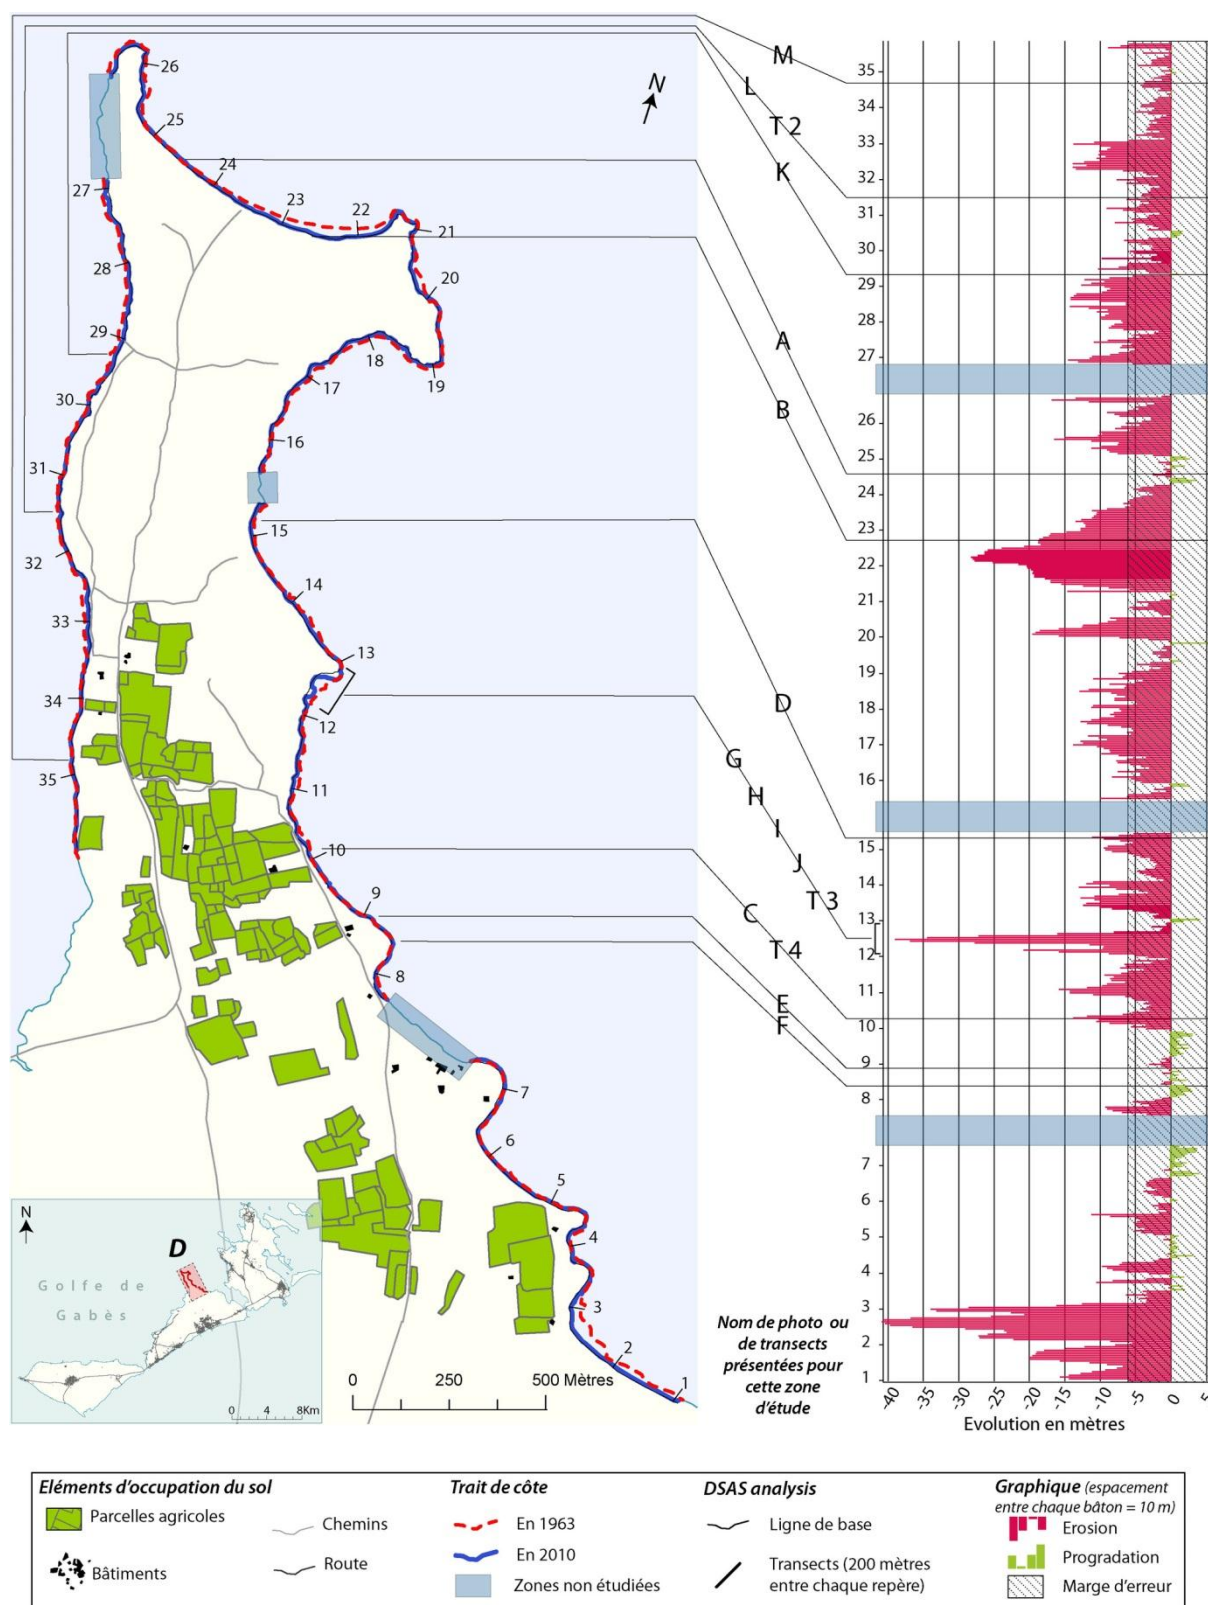 26
25
24
23
22
21
20
19
18
17
16
15
14
13
12
11
10
9
8
7
6
5
4
3
2
1
27
28
29
30
31
32
33
34
35
N
M
L
T 2
K
A
B
D
G
H
I
J
T 3
C
T 4
E
F
35
34
33
32
31
30
29
28
27
26
25
24
23
22
21
20
19
18
17
16
15
14
13
12
11
10
9
8
7
6
5
4
3
2
1
-40
-35
-30
-25
-20
-15
-10
-5
0
5
Evolution en mètres
Nom de photo ou
de transects
présentées pour
cette zone
d'étude
0 250 500 Mètres
N
D
Golfe de
Gabès
0 4 8Km
Eléments d'occupation du sol
Parcelles agricoles
Bâtiments
Chemins
Route
Trait de côte
En 1963
En 2010
Zones non étudiées
DSAS analysis
Ligne de base
Transects (200 mètres
entre chaque repère)
Graphique (espacement
entre chaque bâton = 10 m)
Erosion
Progradation
Marge d'erreur